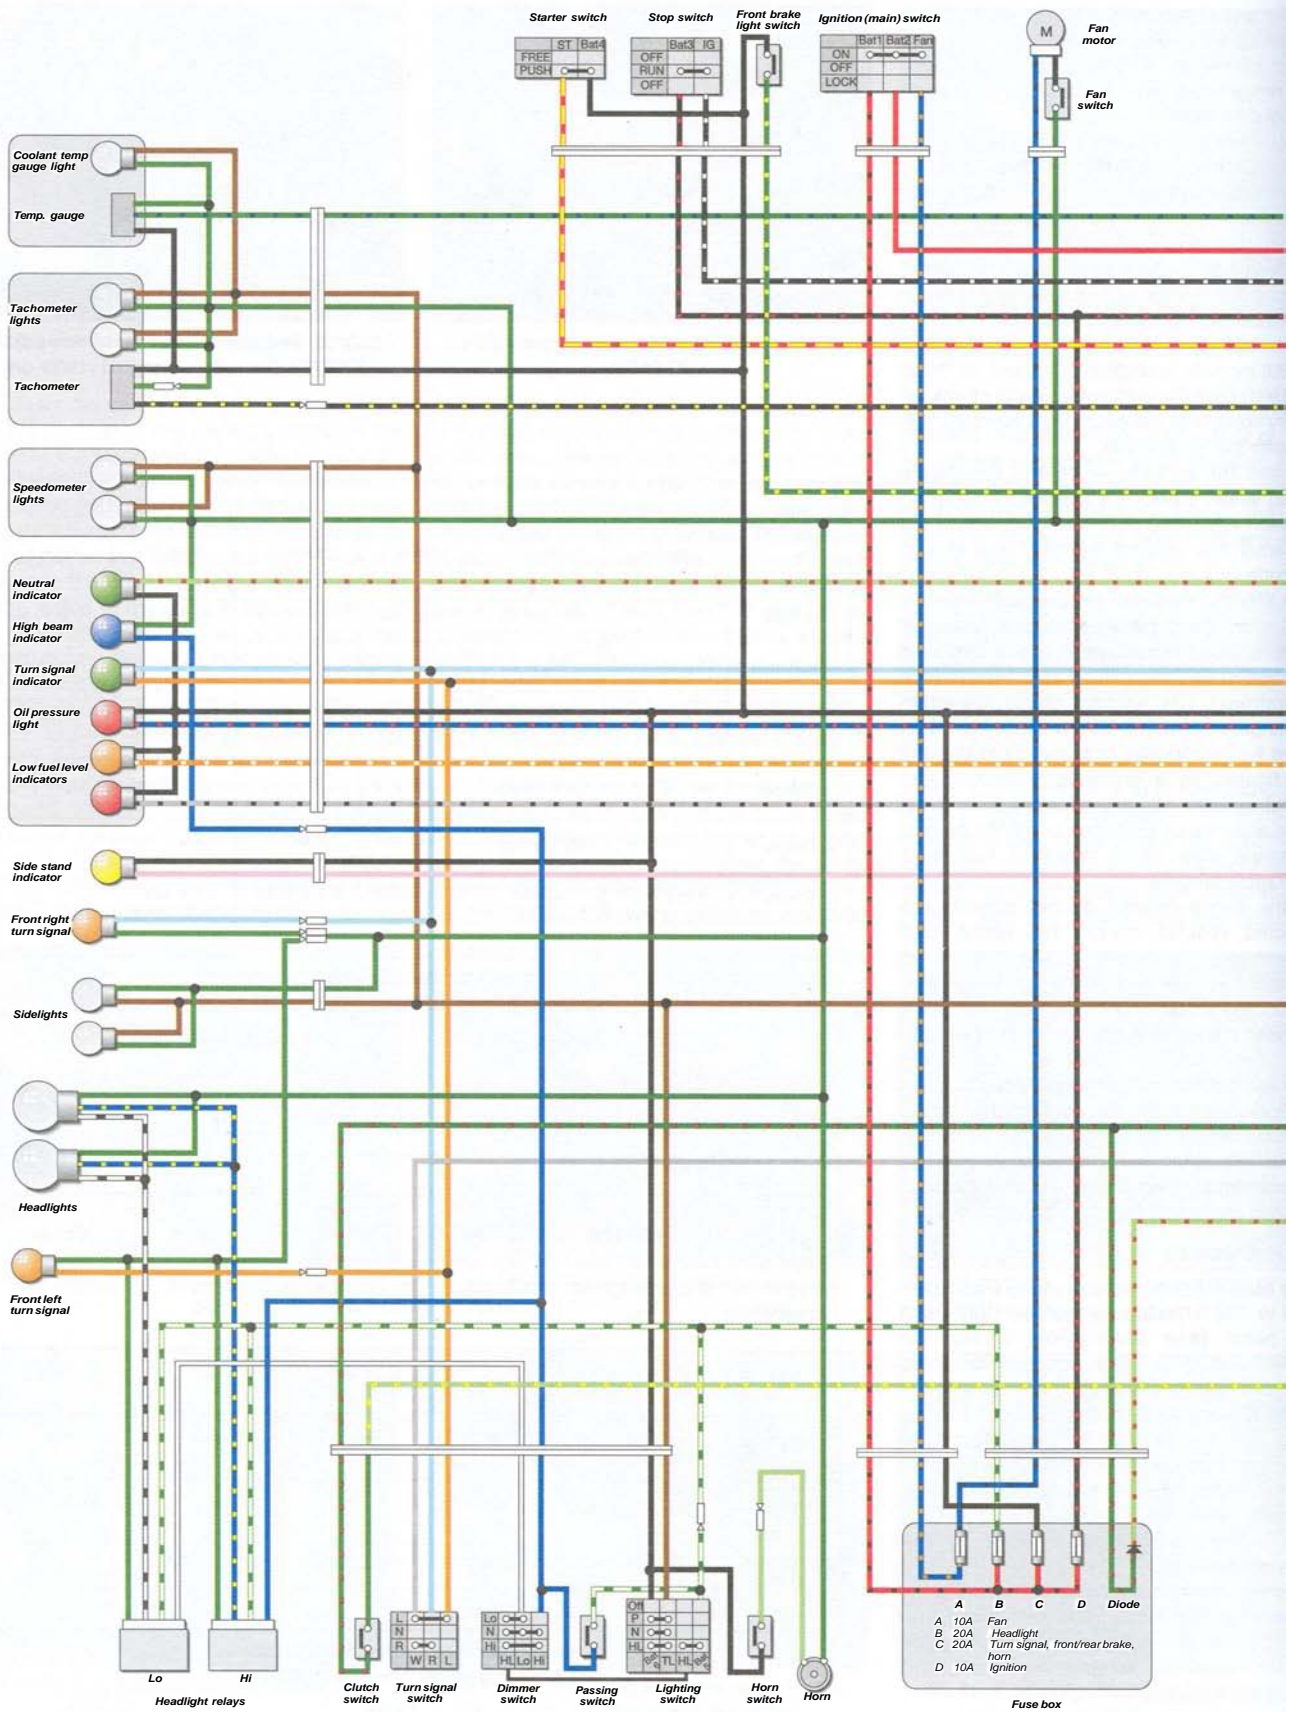 Starter switch
Stop switch
Front brake
light switch
Ignition (main) switch
Fan
motor
M
ST Bat4
FREE
PUSH
Bat3 IG
OFF
RUN
OFF
Bat1 Bat2 Fan
ON
OFF
LOCK
Fan
switch
Coolant temp
gauge light
Temp. gauge
Tachometer
lights
Tachometer
Speedometer
lights
Neutral
indicator
High beam
indicator
Turn signal
indicator
Oil pressure
light
Low fuel level
indicators
Side stand
indicator
Front right
turn signal
Sidelights
Headlights
Front left
turn signal
Lo
Hi
Headlight relays
Clutch
switch
L
N
R
W R L
Turn signal
switch
Lo
N
Hi
HL Lo Hi
Dimmer
switch
Passing
switch
Off
P
N
HL
TL HL
Lighting
switch
Horn
switch
Horn
A B C D Diode
A 10A Fan
B 20A Headlight
C 20A Turn signal, front/rear brake,
horn
D 10A Ignition
Fuse box